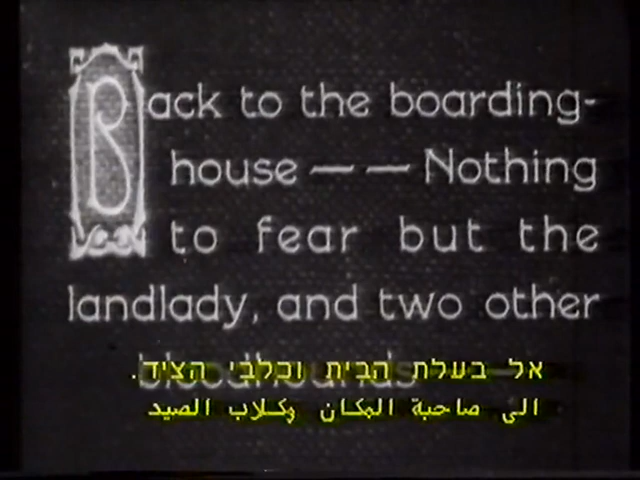 Back to the boarding-
house — — Nothing
to fear but the
landlady, and two other
bloodhounds — —
אל בעלת הבית וכלבי הציד.
الى صاحبة المكان وكلاب الصيد